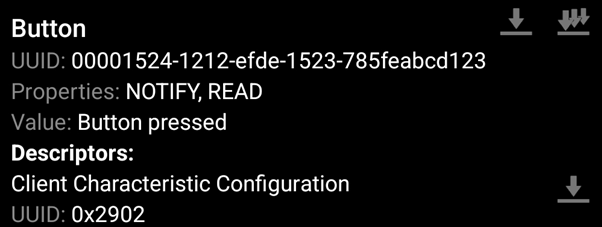 Button
UUID: 00001524-1212-efde-1523-785feabcd123
Properties: NOTIFY, READ
Value: Button pressed
Descriptors:
Client Characteristic Configuration
UUID: 0x2902